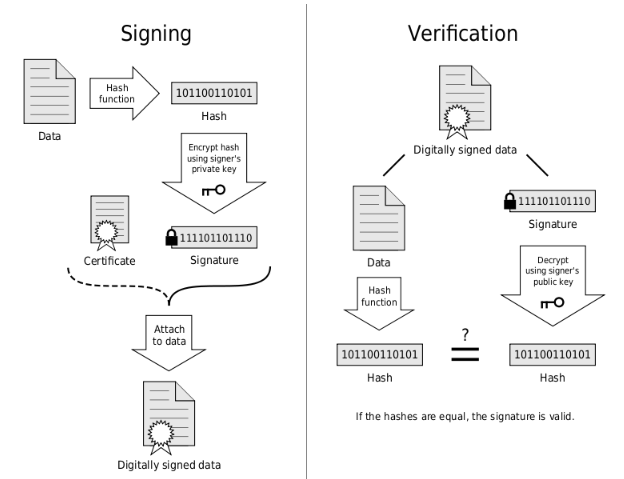 Signing
Hash
function
101100110101
Data
Hash
Encrypt hash
using signer's
private key
111101101110
Certificate
Signature
Attach
to data
Digitally signed data
Verification
Digitally signed data
111101101110
Signature
Data
Hash
function
Decrypt
using signer's
public key
?
101100110101
=
101100110101
Hash
Hash
If the hashes are equal, the signature is valid.